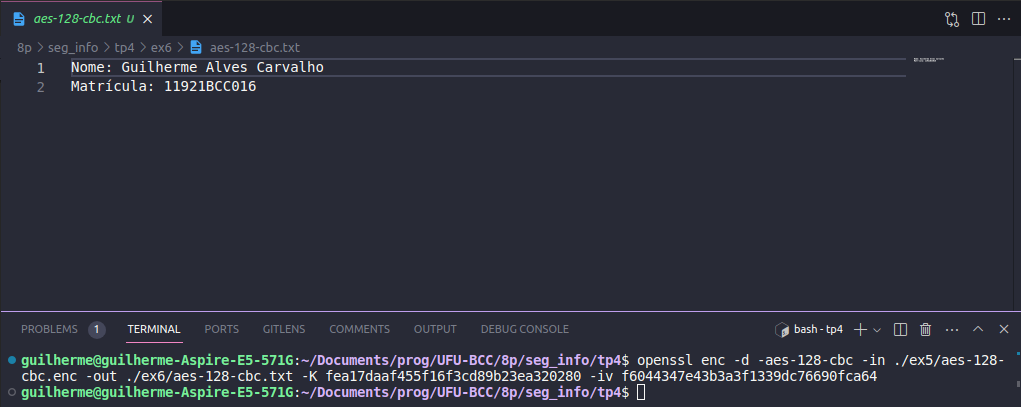 aes-128-cbc.txt U
8p > seg_info > tp4 > ex6 > aes-128-cbc.txt
1 Nome: Guilherme Alves Carvalho
2 Matrícula: 11921BCC016
PROBLEMS 1 TERMINAL PORTS GITLENS COMMENTS OUTPUT DEBUG CONSOLE bash - tp4
guilherme@guilherme-Aspire-E5-571G:~/Documents/prog/UFU-BCC/8p/seg_info/tp4$ openssl enc -d -aes-128-cbc -in ./ex5/aes-128-
cbc.enc -out ./ex6/aes-128-cbc.txt -K fea17daaf455f16f3cd89b23ea320280 -iv f6044347e43b3a3f1339dc76690fca64
guilherme@guilherme-Aspire-E5-571G:~/Documents/prog/UFU-BCC/8p/seg_info/tp4$